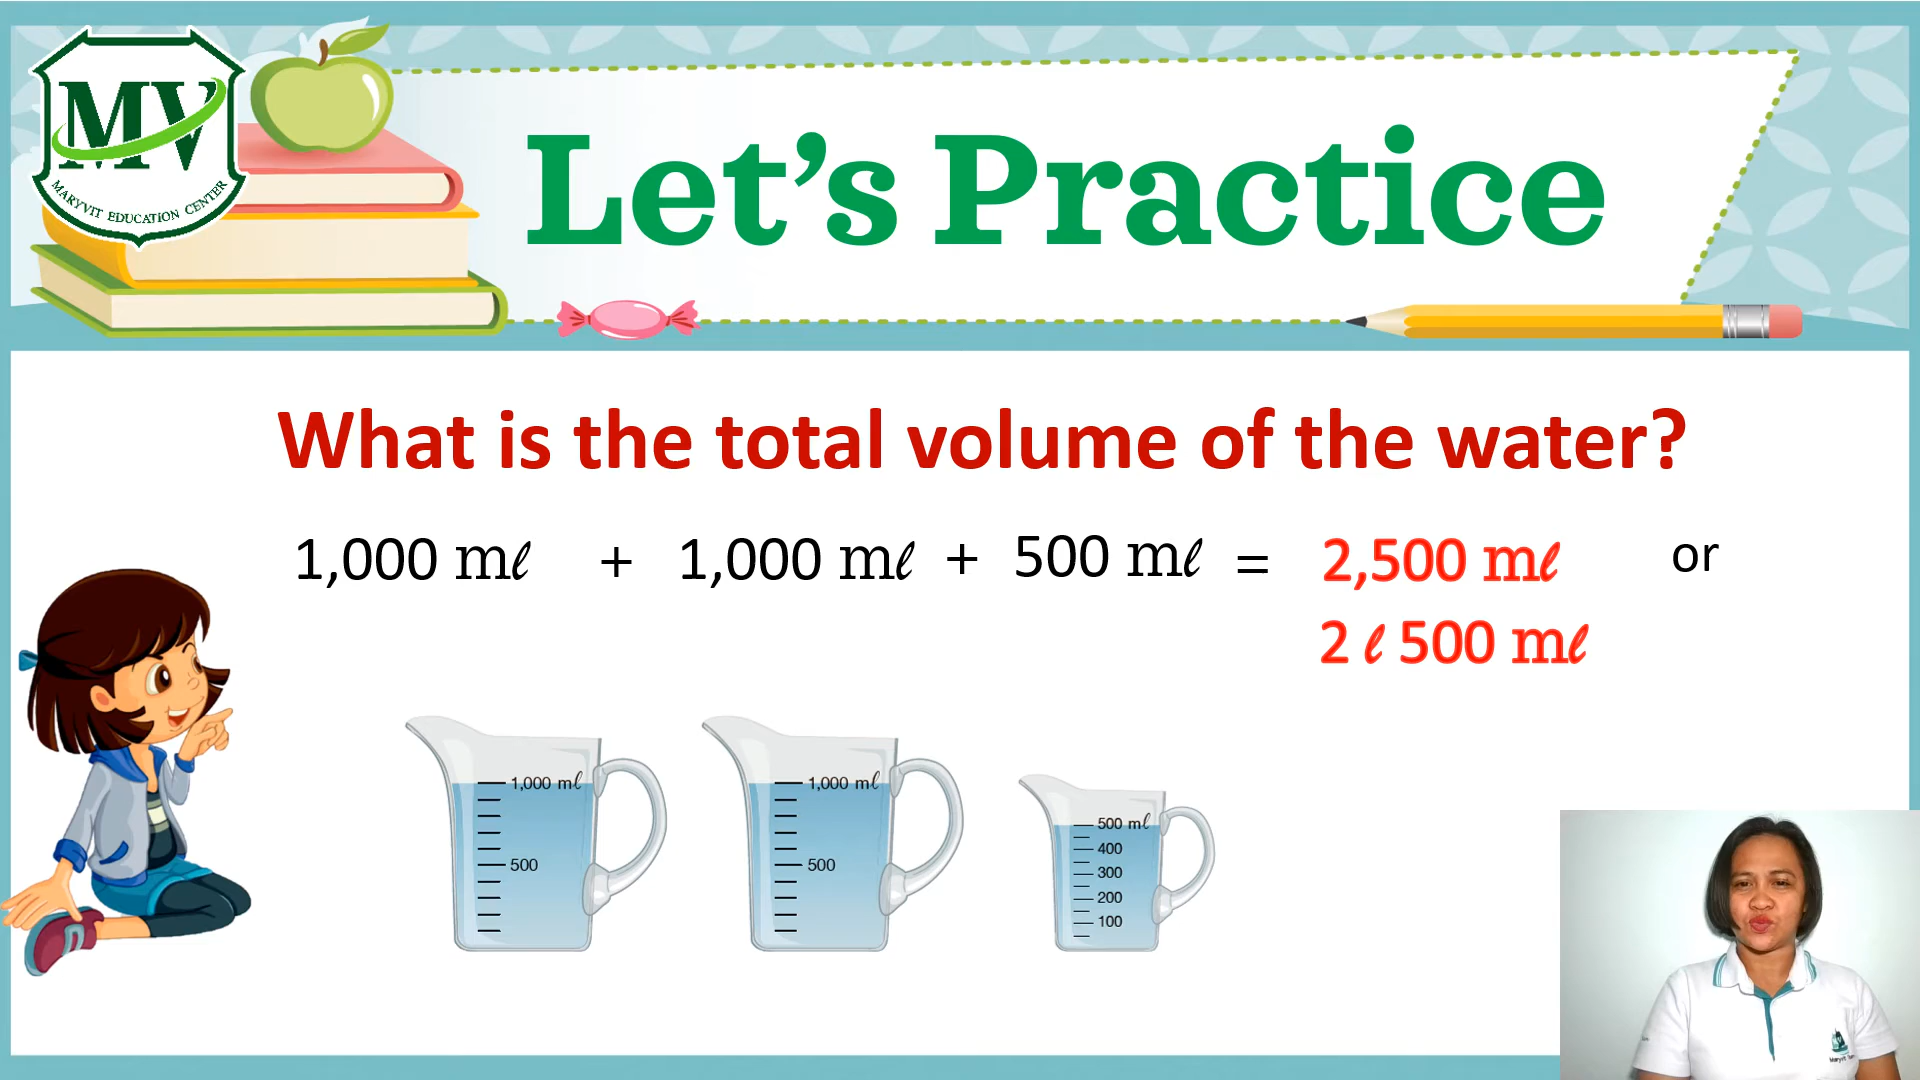 MV
MARYVIT EDUCATION CENTER
Let's Practice
What is the total volume of the water?
1,000 mℓ + 1,000 mℓ + 500 mℓ = 2,500 mℓ or
2 ℓ 500 mℓ
1,000 mℓ
500
1,000 mℓ
500
500 mℓ
400
300
200
100